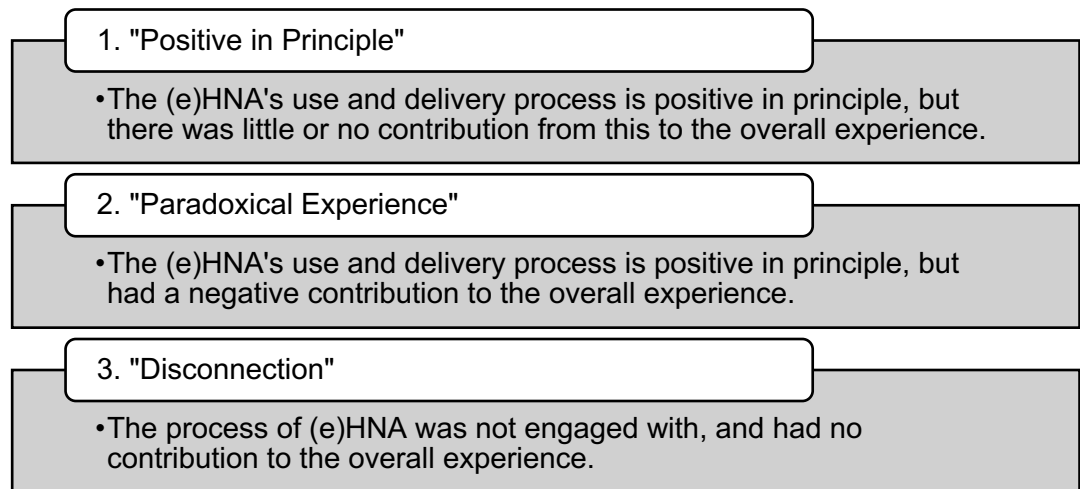 1. "Positive in Principle"
•The (e)HNA's use and delivery process is positive in principle, but
there was little or no contribution from this to the overall experience.
2. "Paradoxical Experience"
•The (e)HNA's use and delivery process is positive in principle, but
had a negative contribution to the overall experience.
3. "Disconnection"
•The process of (e)HNA was not engaged with, and had no
contribution to the overall experience.